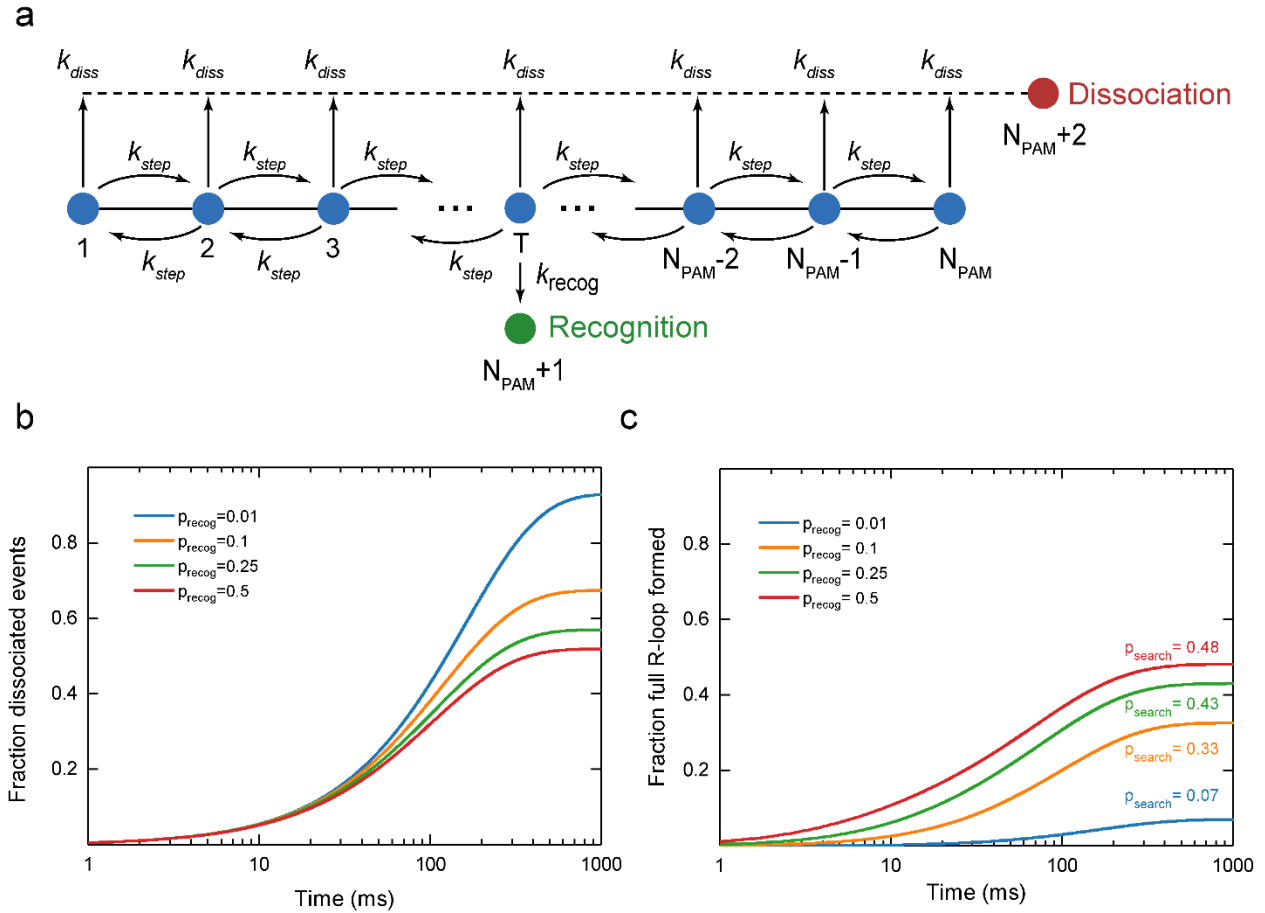 a
k_diss k_diss k_diss k_diss k_diss k_diss k_diss
Dissociation
N_PAM+2
k_step k_step k_step k_step k_step k_step
... ...
1 2 3 T N_PAM-2 N_PAM-1 N_PAM
k_step k_step k_step
k_recog
Recognition
N_PAM+1
b
Fraction dissociated events
0.8
0.6
0.4
0.2
p_recog=0.01
p_recog=0.1
p_recog=0.25
p_recog=0.5
1 10 100 1000
Time (ms)
c
Fraction full R-loop formed
0.8
0.6
0.4
0.2
p_recog= 0.01
p_recog= 0.1
p_recog= 0.25
p_recog= 0.5
p_search= 0.48
p_search= 0.43
p_search= 0.33
p_search= 0.07
1 10 100 1000
Time (ms)